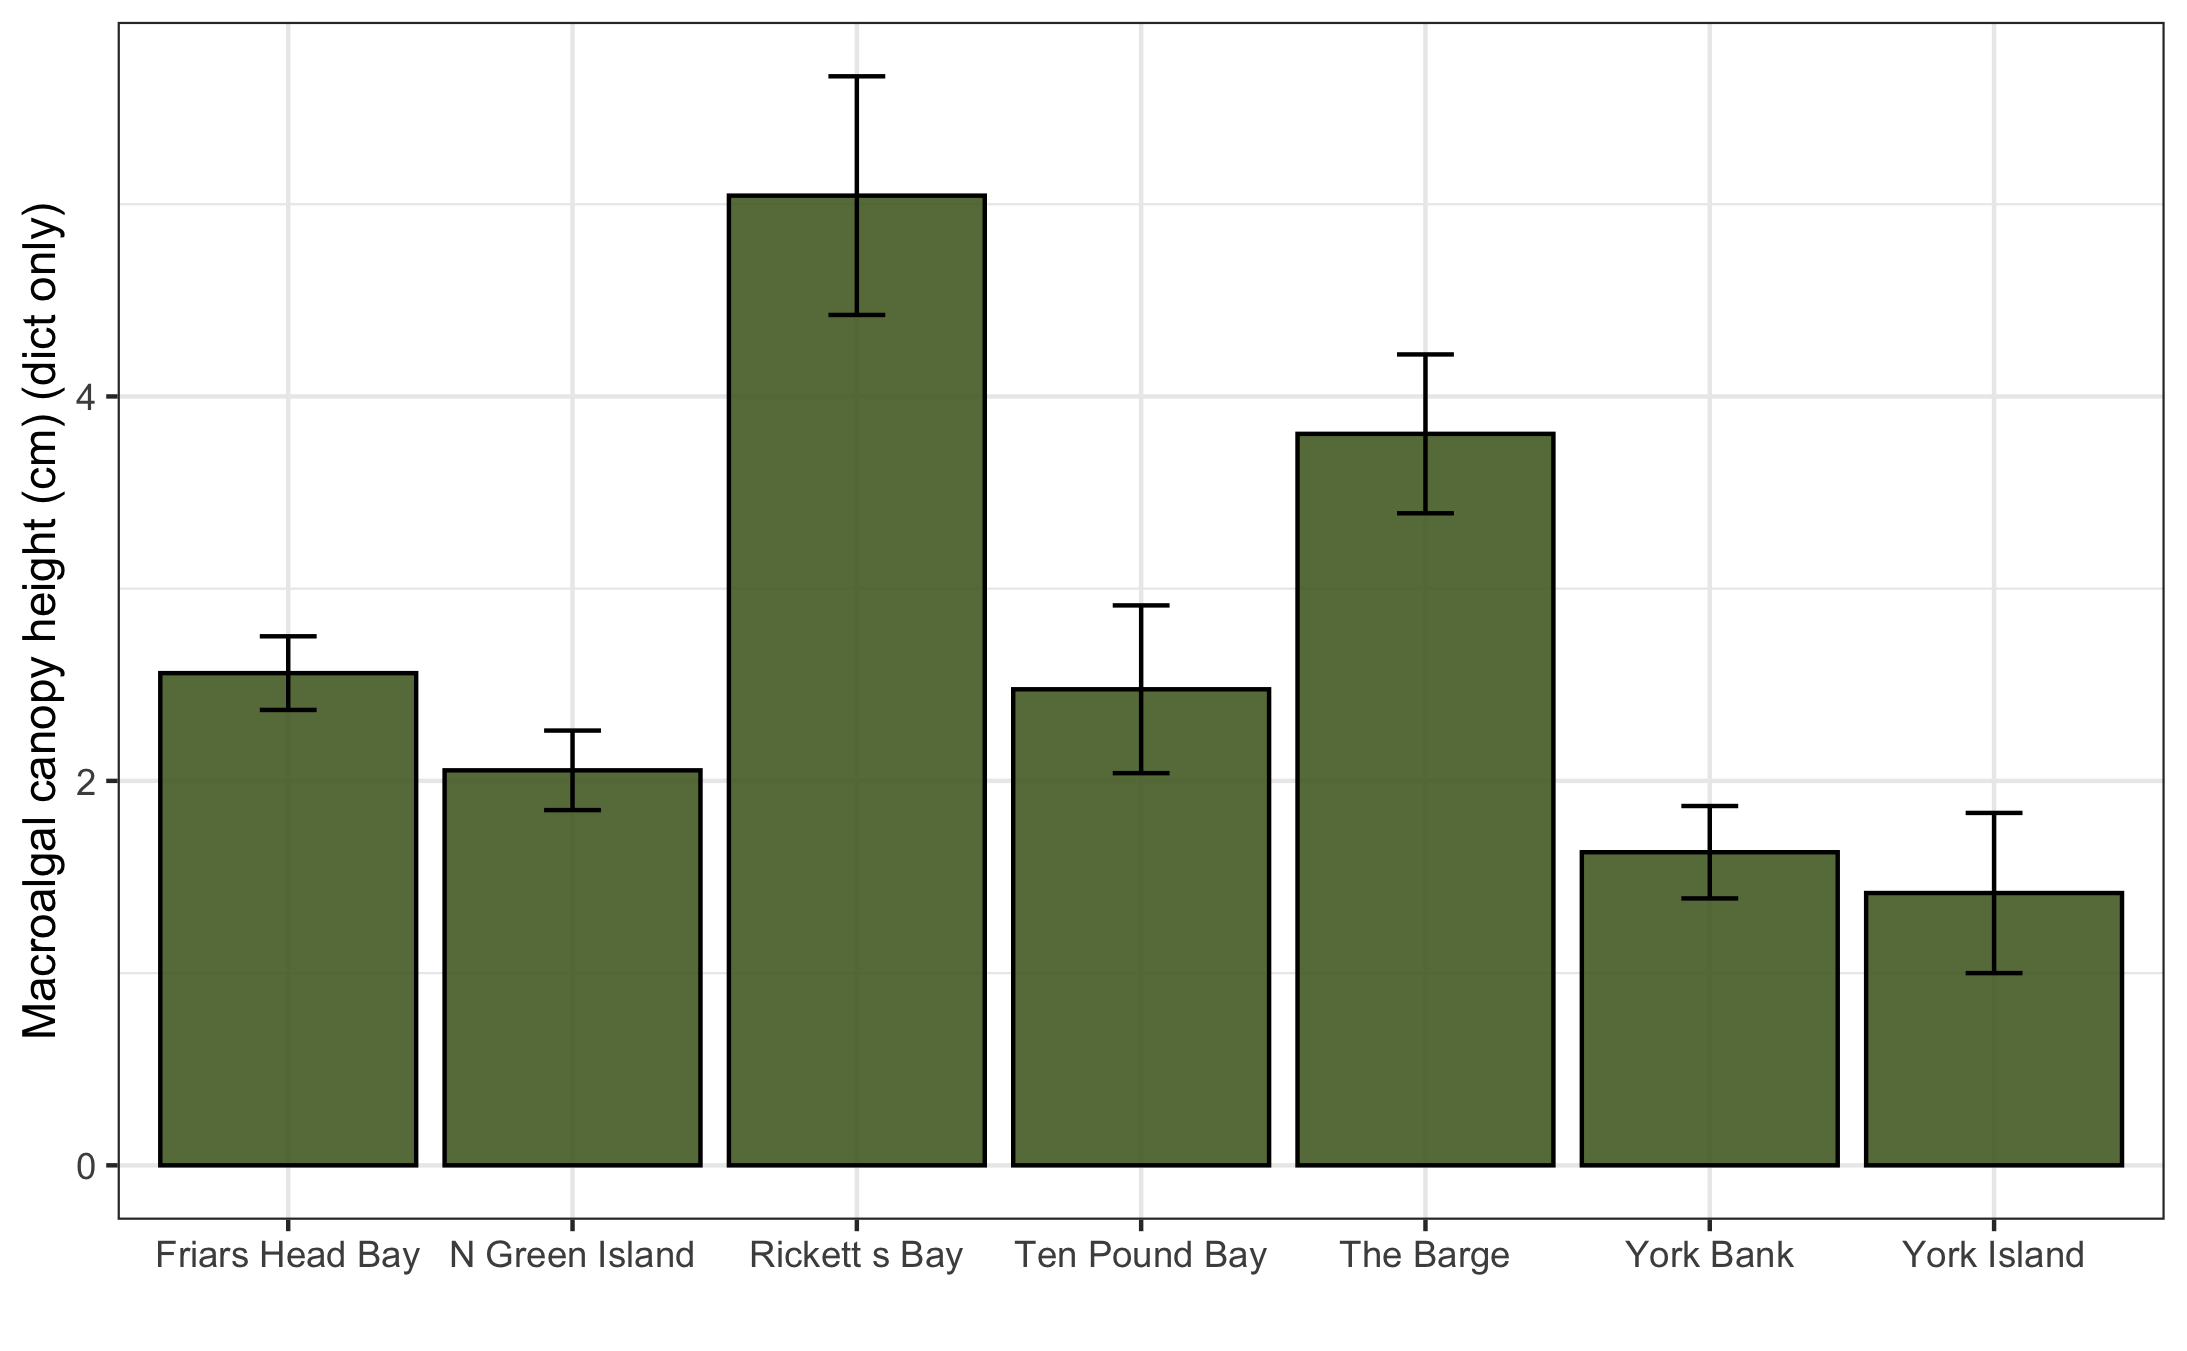 Macroalgal canopy height (cm) (dict only)
4
2
0
Friars Head Bay
N Green Island
Rickett s Bay
Ten Pound Bay
The Barge
York Bank
York Island